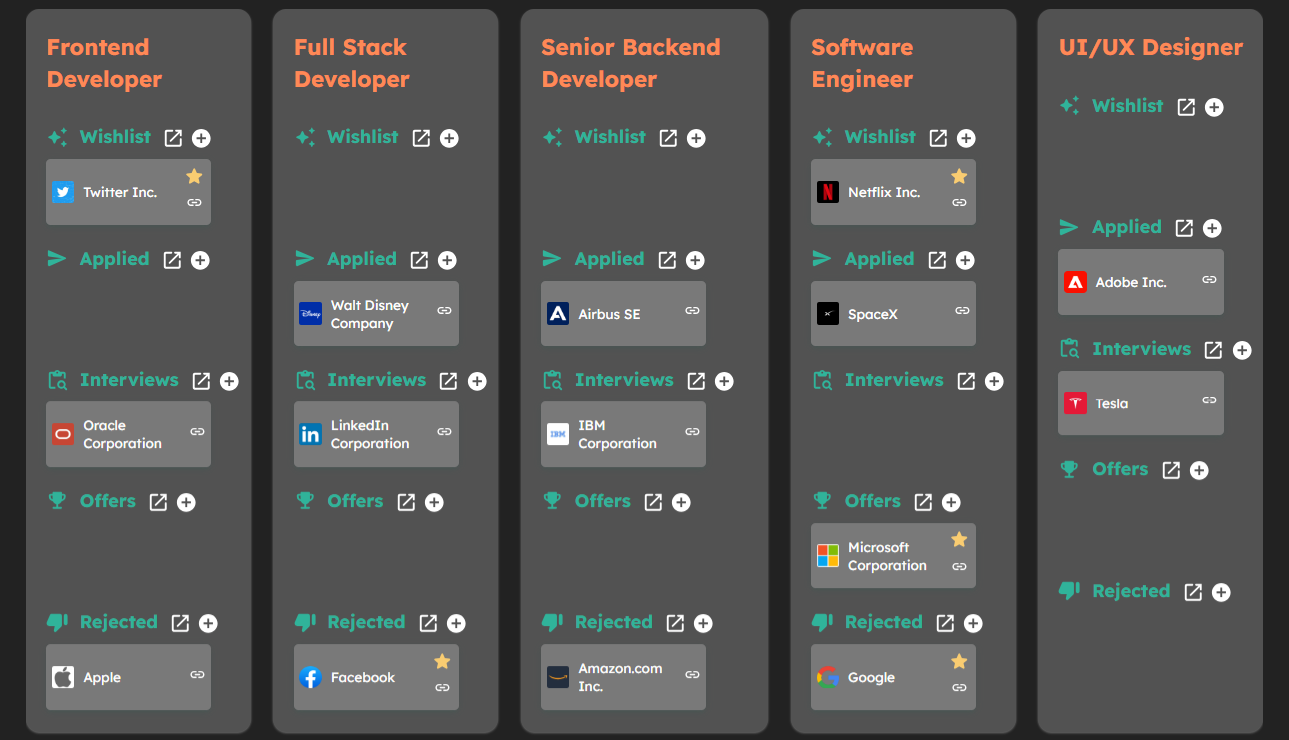 Frontend
Developer
Wishlist
Twitter Inc.
Applied
Interviews
Oracle
Corporation
Offers
Rejected
Apple
Full Stack
Developer
Wishlist
Applied
Disney
Walt Disney
Company
Interviews
in
LinkedIn
Corporation
Offers
Rejected
f
Facebook
Senior Backend
Developer
Wishlist
Applied
Airbus SE
Interviews
IBM
IBM
Corporation
Offers
Rejected
Amazon.com
Inc.
Software
Engineer
Wishlist
N
Netflix Inc.
Applied
SpaceX
Interviews
Offers
Microsoft
Corporation
Rejected
G
Google
UI/UX Designer
Wishlist
Applied
Adobe Inc.
Interviews
Tesla
Offers
Rejected